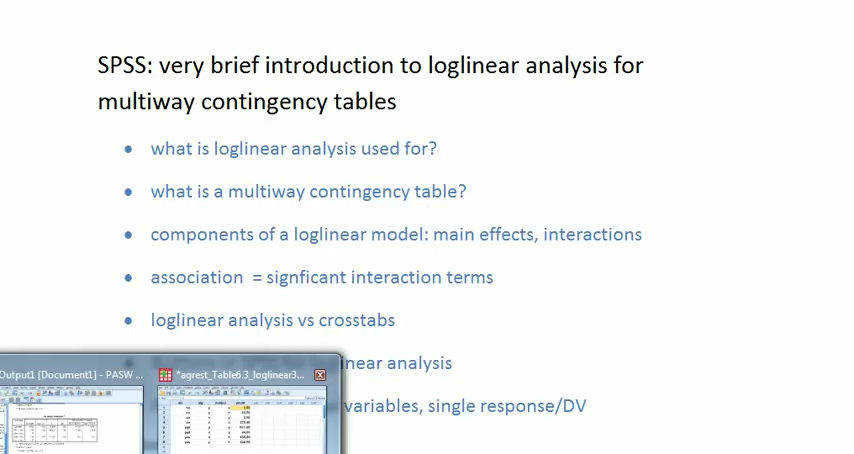 SPSS: very brief introduction to loglinear analysis for
multiway contingency tables
• what is loglinear analysis used for?
• what is a multiway contingency table?
• components of a loglinear model: main effects, interactions
• association = signficant interaction terms
• loglinear analysis vs crosstabs
loglinear analysis
Output1 [Document1] - PASW ...
*agrest_Table6.3_loglinear3...
variables, single response/DV